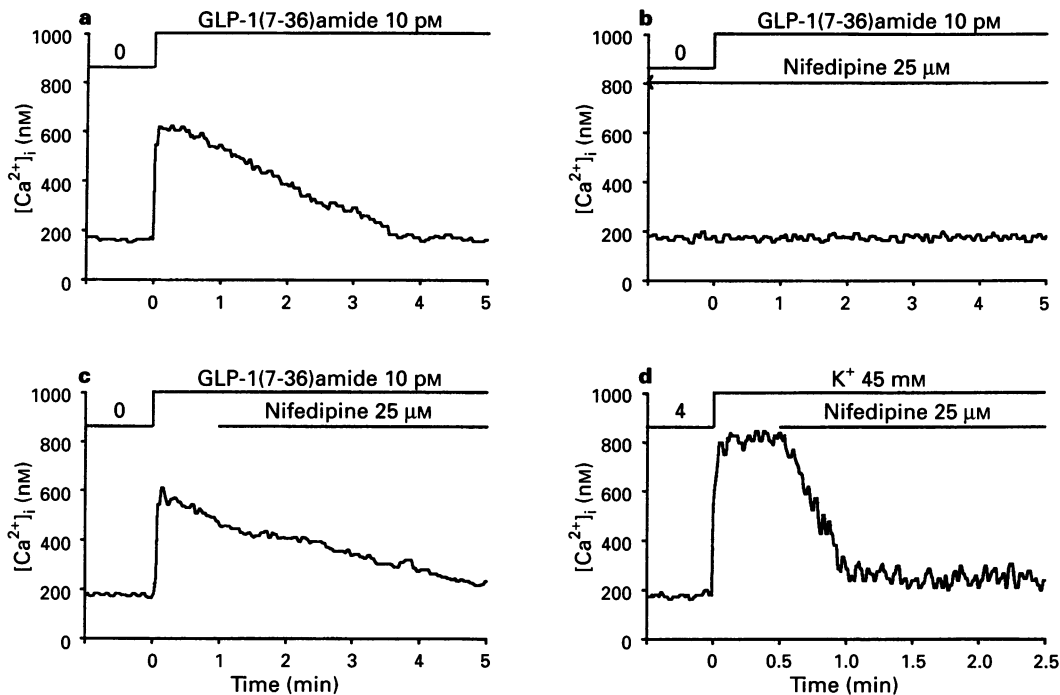 a
GLP-1(7-36)amide 10 pM
0
[Ca²⁺]ᵢ (nM)
1000
800
600
400
200
0
0 1 2 3 4 5
b
GLP-1(7-36)amide 10 pM
0
Nifedipine 25 μM
[Ca²⁺]ᵢ (nM)
1000
800
600
400
200
0
0 1 2 3 4 5
c
GLP-1(7-36)amide 10 pM
0
Nifedipine 25 μM
[Ca²⁺]ᵢ (nM)
1000
800
600
400
200
0
0 1 2 3 4 5
Time (min)
d
K⁺ 45 mM
4
Nifedipine 25 μM
[Ca²⁺]ᵢ (nM)
1000
800
600
400
200
0
0 0.5 1.0 1.5 2.0 2.5
Time (min)